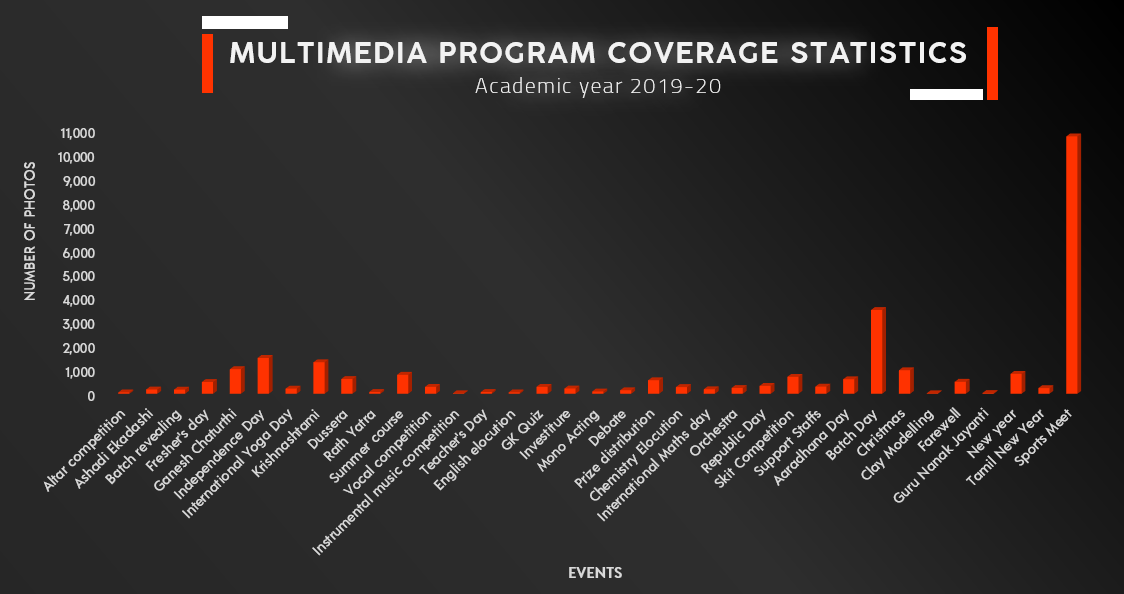 MULTIMEDIA PROGRAM COVERAGE STATISTICS
Academic year 2019-20
NUMBER OF PHOTOS
11,000
10,000
9,000
8,000
7,000
6,000
5,000
4,000
3,000
2,000
1,000
0
Altar competition
Ashadi Ekadashi
Batch revealing
Fresher's day
Ganesh chaturthi
Independence Day
International Yoga Day
Krishnashtami
Dussera
Rath Yatra
Summer course
Vocal competition
Instrumental music competition
Teacher's Day
English elocution
GK Quiz
Investiture
Mono Acting
Debate
Prize distribution
Chemistry Elocution
International Maths day
Orchestra
Republic Day
Skit Competition
Support Staffs
Aaradhana Day
Batch Day
Christmas
Clay Modelling
Farewell
Guru Nanak Jayanti
New year
Tamil New Year
Sports Meet
EVENTS